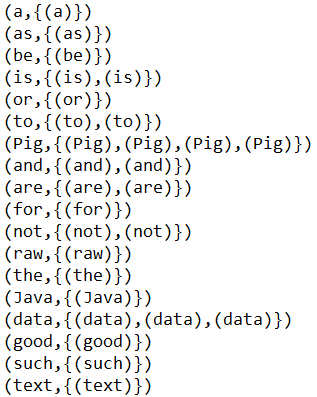 (a,{(a)})
(as,{(as)})
(be,{(be)})
(is,{(is),(is)})
(or,{(or)})
(to,{(to),(to)})
(Pig,{(Pig),(Pig),(Pig),(Pig)})
(and,{(and),(and)})
(are,{(are),(are)})
(for,{(for)})
(not,{(not),(not)})
(raw,{(raw)})
(the,{(the)})
(Java,{(Java)})
(data,{(data),(data),(data)})
(good,{(good)})
(such,{(such)})
(text,{(text)})